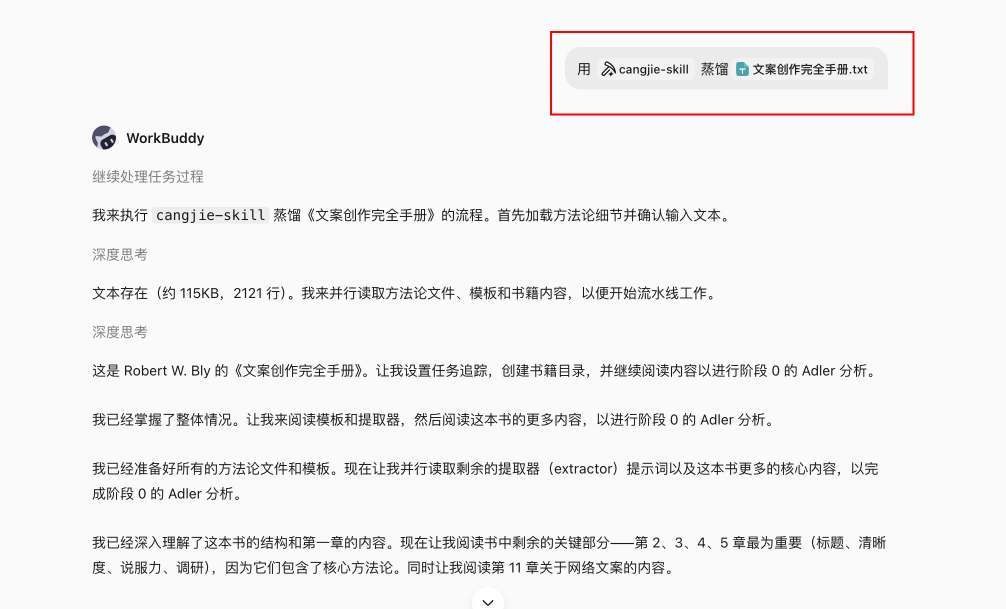 用 cangjie-skill 蒸馏 文案创作完全手册.txt
WorkBuddy
继续处理任务过程
我来执行 cangjie-skill 蒸馏《文案创作完全手册》的流程。首先加载方法论细节并确认输入文本。
深度思考
文本存在（约 115KB，2121 行）。我来并行读取方法论文件、模板和书籍内容，以便开始流水线工作。
深度思考
这是 Robert W. Bly 的《文案创作完全手册》。让我设置任务追踪，创建书籍目录，并继续阅读内容以进行阶段 0 的 Adler 分析。
我已经掌握了整体情况。让我来阅读模板和提取器，然后阅读这本书的更多内容，以进行阶段 0 的 Adler 分析。
我已经准备好所有的方法论文件和模板。现在让我并行读取剩余的提取器（extractor）提示词以及这本书更多的核心内容，以完
成阶段 0 的 Adler 分析。
我已经深入理解了这本书的结构和第一章的内容。现在让我阅读书中剩余的关键部分——第 2、3、4、5 章最为重要（标题、清晰
度、说服力、调研），因为它们包含了核心方法论。同时让我阅读第 11 章关于网络文案的内容。